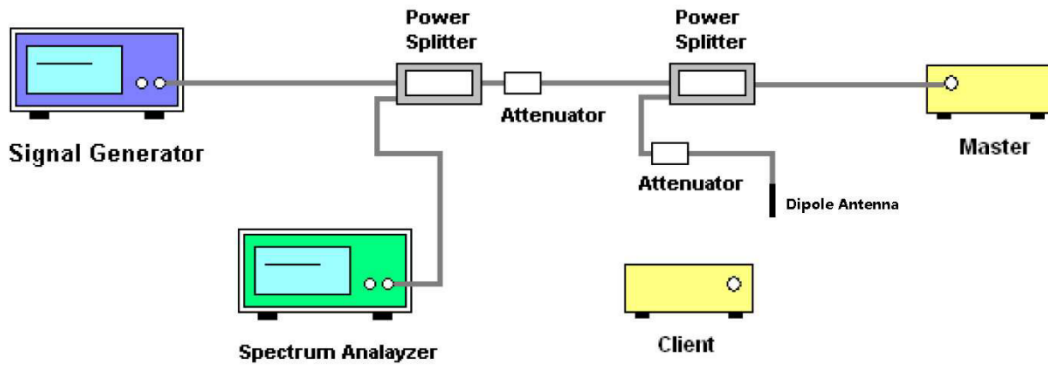 Power
Splitter
Power
Splitter
Attenuator
Signal Generator
Master
Attenuator
Dipole Antenna
Spectrum Analayzer
Client